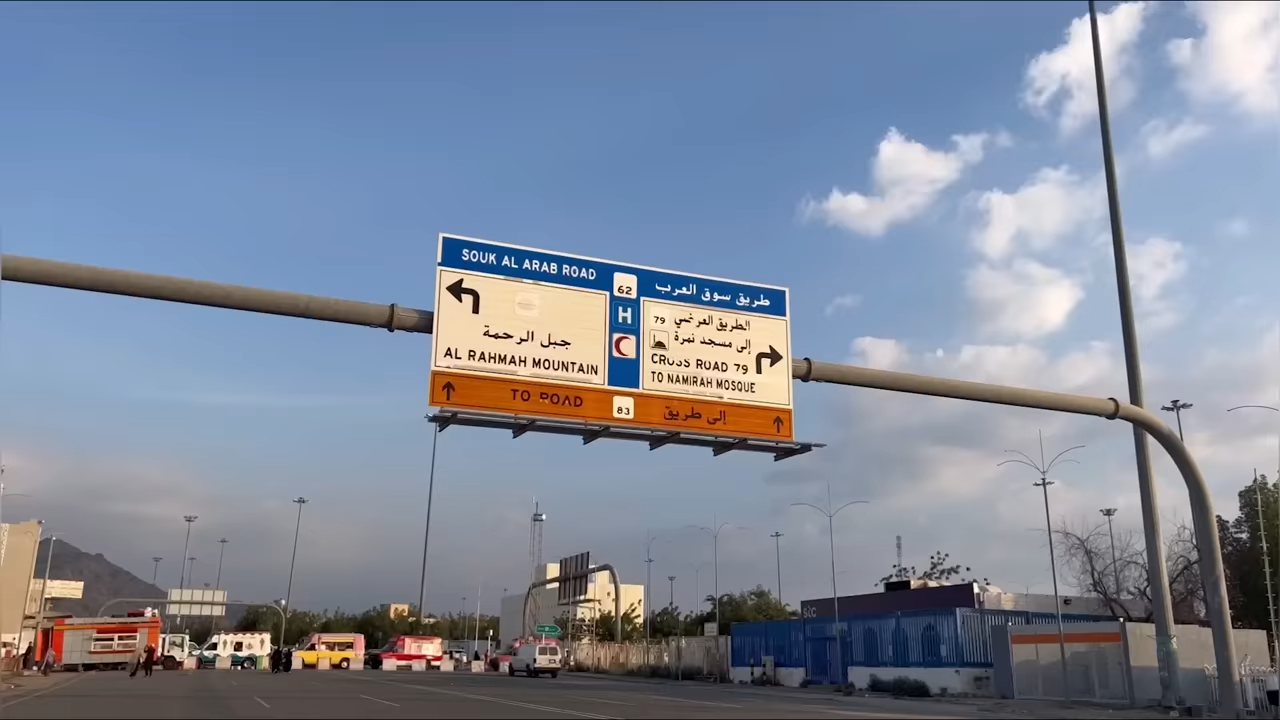 SOUK AL ARAB ROAD
62
طريق سوق العرب
H
جبل الرحمة
AL RAHMAH MOUNTAIN
79
الطريق العرضي
إلى مسجد نمرة
CROSS ROAD 79
TO NAMIRAH MOSQUE
TO ROAD
83
إلى طريق
stc